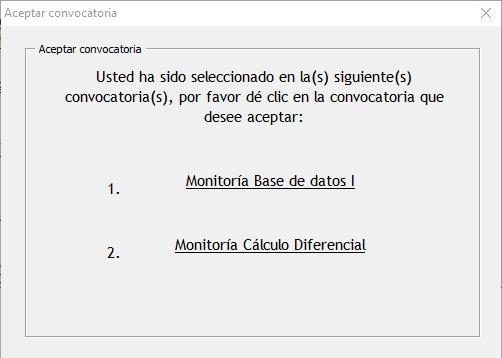 Aceptar convocatoria
Aceptar convocatoria
Usted ha sido seleccionado en la(s) siguiente(s)
convocatoria(s), por favor dé clic en la convocatoria que
desee aceptar:
1. Monitoría Base de datos I
2. Monitoría Cálculo Diferencial